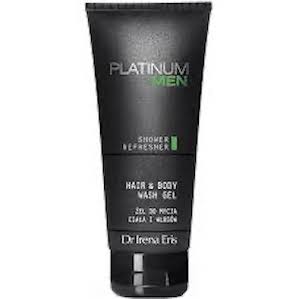 PLATINUM
MEN
SHOWER
REFRESHER
HAIR & BODY
WASH GEL
ŻEL DO MYCIA
CIAŁA I WŁOSÓW
Dr Irena Eris